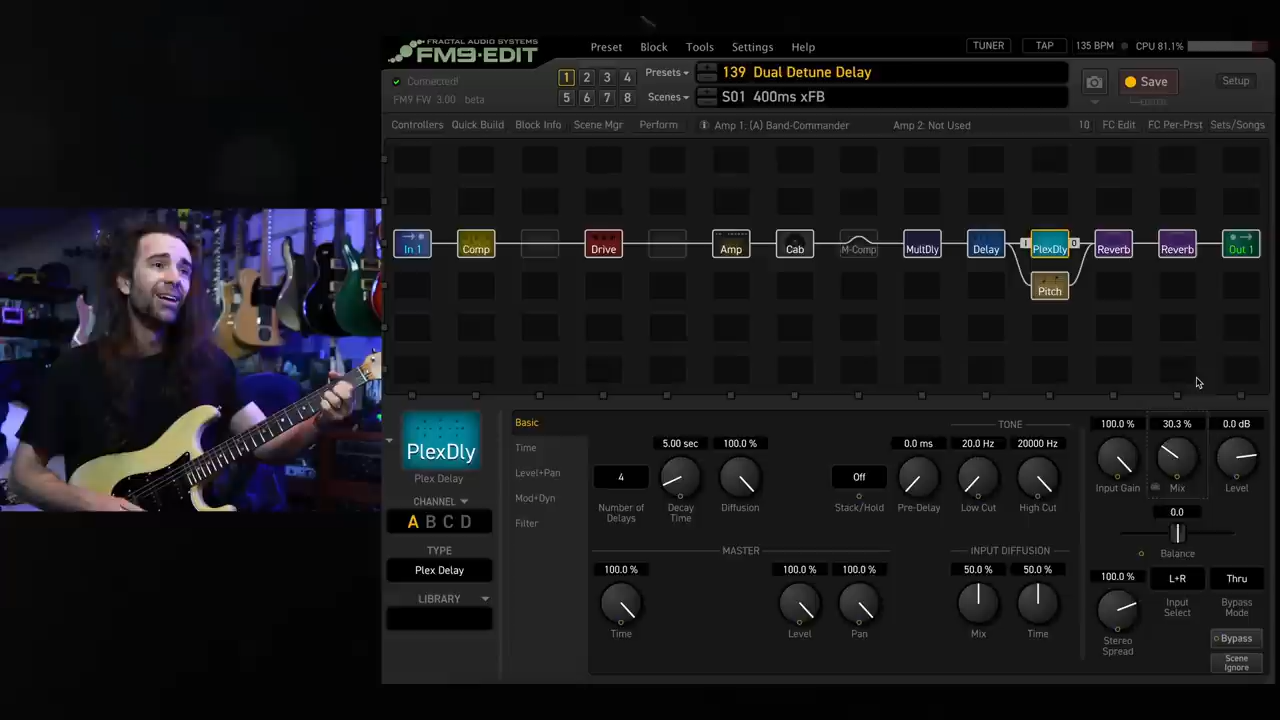 FRACTAL AUDIO SYSTEMS
FM9-EDIT
Preset Block Tools Settings Help
TUNER TAP 135 BPM CPU 81.1%
Connected!
FM9 FW 3.00 beta
1 2 3 4
5 6 7 8
Presets 139 Dual Detune Delay
Scenes S01 400ms xFB
Save
Setup
Controllers Quick Build Block Info Scene Mgr Perform Amp 1: (A) Band-Commander Amp 2: Not Used 10 FC Edit FC Per-Prst Sets/Songs
In 1 Comp Drive Amp Cab M-Comp MultDly Delay I PlexDly O Reverb Reverb Out 1
Pitch
PlexDly
Plex Delay
CHANNEL
A B C D
TYPE
Plex Delay
LIBRARY
Basic
Time
Level+Pan
Mod+Dyn
Filter
TONE
5.00 sec 100.0 % 0.0 ms 20.0 Hz 20000 Hz
4 Off
Number of Delays
Decay Time
Diffusion
Stack/Hold
Pre-Delay
Low Cut
High Cut
MASTER
INPUT DIFFUSION
100.0 % 100.0 % 100.0 % 50.0 % 50.0 %
Time Level Pan Mix Time
100.0 % 30.3 % 0.0 dB
Input Gain Mix Level
0.0
Balance
100.0 % L+R Thru
Stereo Spread
Input Select
Bypass Mode
Bypass
Scene Ignore